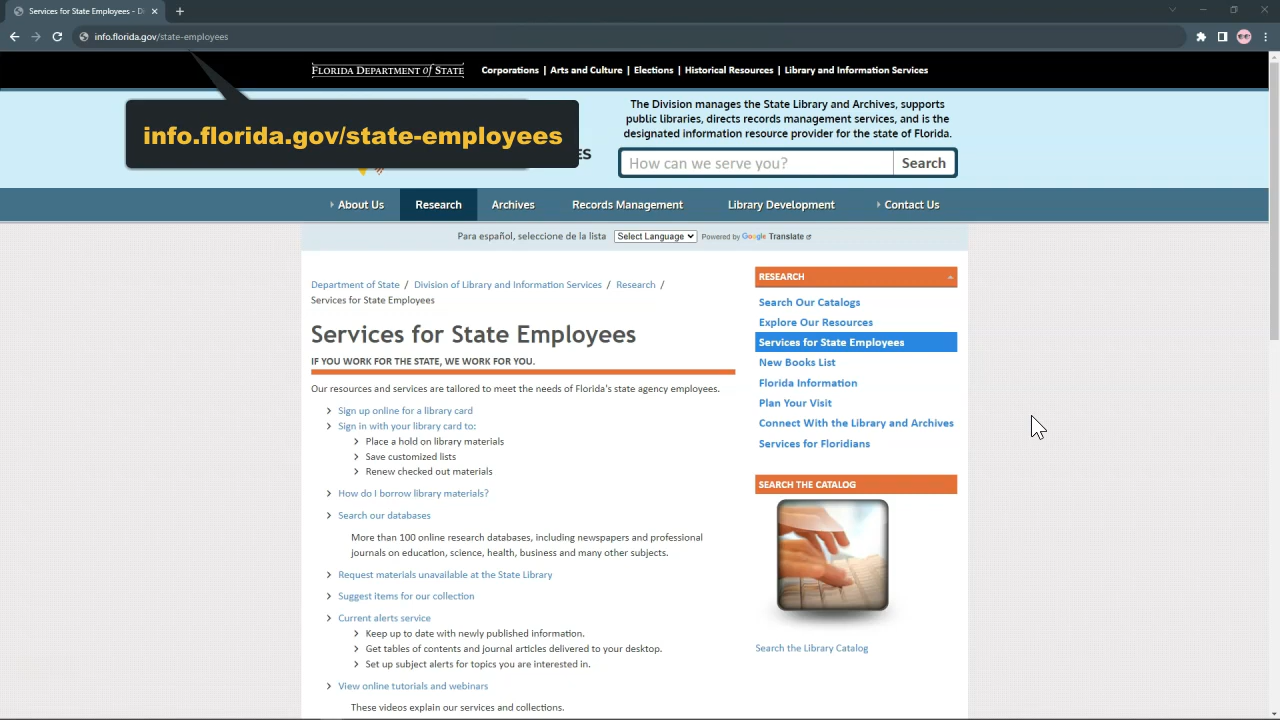 Services for State Employees - Di
info.florida.gov/state-employees
FLORIDA DEPARTMENT of STATE
Corporations | Arts and Culture | Elections | Historical Resources | Library and Information Services
info.florida.gov/state-employees
ES
The Division manages the State Library and Archives, supports
public libraries, directs records management services, and is the
designated information resource provider for the state of Florida.
How can we serve you? Search
About Us Research Archives Records Management Library Development Contact Us
Para español, seleccione de la lista Select Language Powered by Google Translate
Department of State / Division of Library and Information Services / Research /
Services for State Employees
Services for State Employees
IF YOU WORK FOR THE STATE, WE WORK FOR YOU.
Our resources and services are tailored to meet the needs of Florida's state agency employees.
Sign up online for a library card
Sign in with your library card to:
Place a hold on library materials
Save customized lists
Renew checked out materials
How do I borrow library materials?
Search our databases
More than 100 online research databases, including newspapers and professional
journals on education, science, health, business and many other subjects.
Request materials unavailable at the State Library
Suggest items for our collection
Current alerts service
Keep up to date with newly published information.
Get tables of contents and journal articles delivered to your desktop.
Set up subject alerts for topics you are interested in.
View online tutorials and webinars
These videos explain our services and collections.
RESEARCH
Search Our Catalogs
Explore Our Resources
Services for State Employees
New Books List
Florida Information
Plan Your Visit
Connect With the Library and Archives
Services for Floridians
SEARCH THE CATALOG
Search the Library Catalog